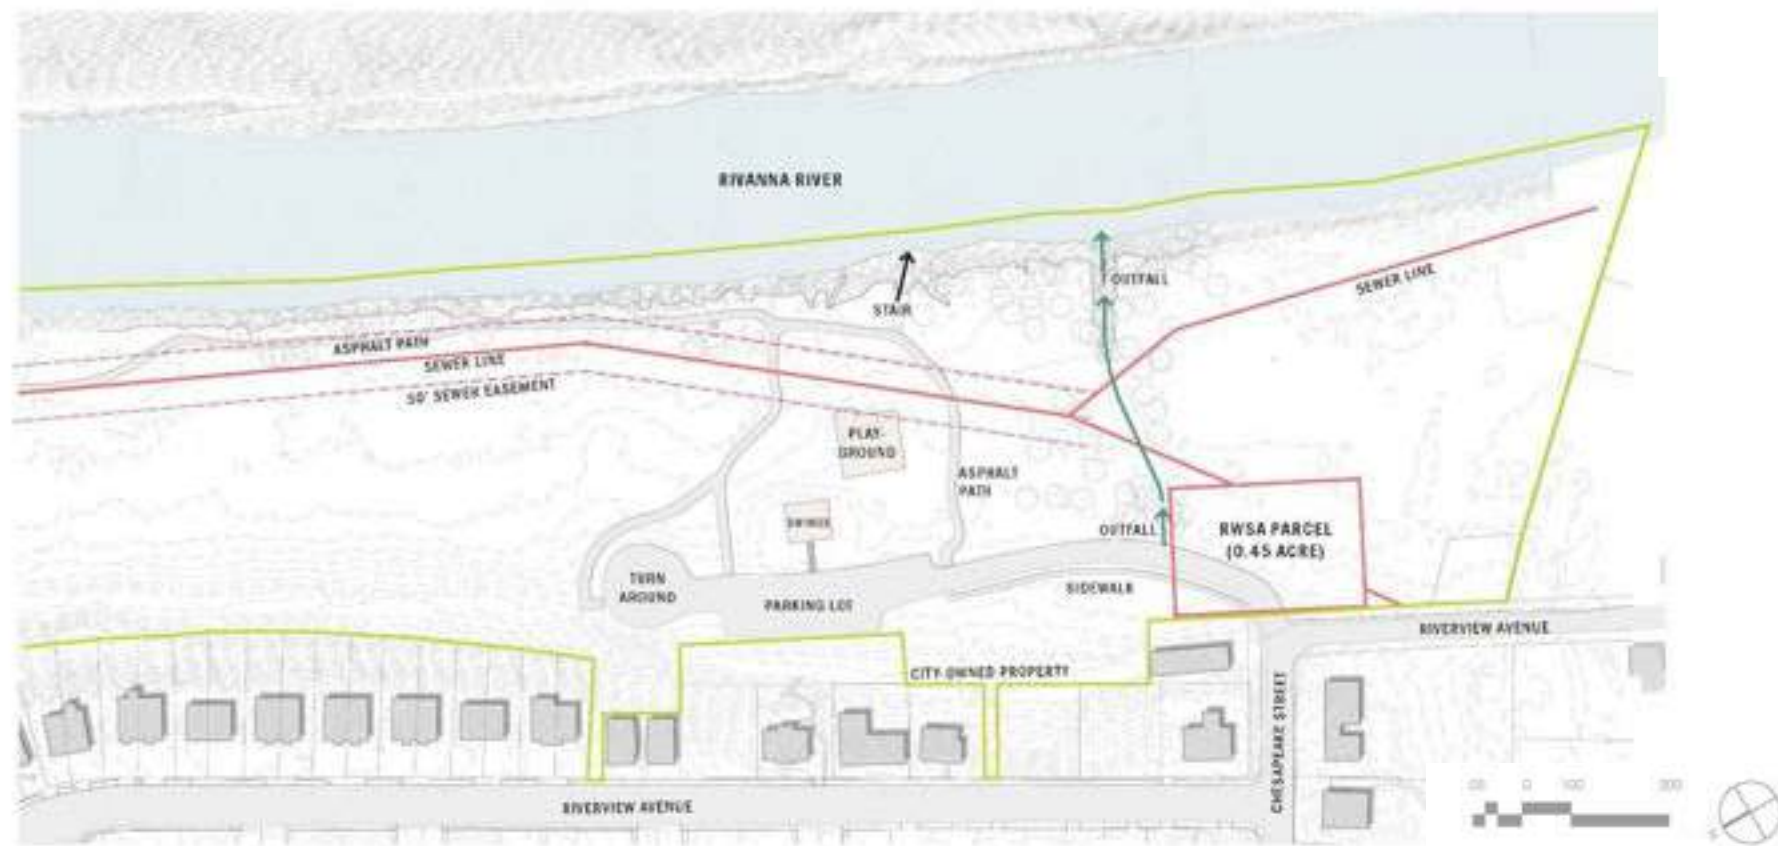 RIVANNA RIVER
OUTFALL
SEWER LINE
STAIR
ASPHALT PATH
SEWER LINE
50' SEWER EASEMENT
PLAY-
GROUND
ASPHALT
PATH
SWINGS
OUTFALL
RWSA PARCEL
(0.45 ACRE)
TURN
AROUND
SIDEWALK
PARKING LOT
RIVERVIEW AVENUE
CITY OWNED PROPERTY
CHESAPEAKE STREET
0
100
200
RIVERVIEW AVENUE